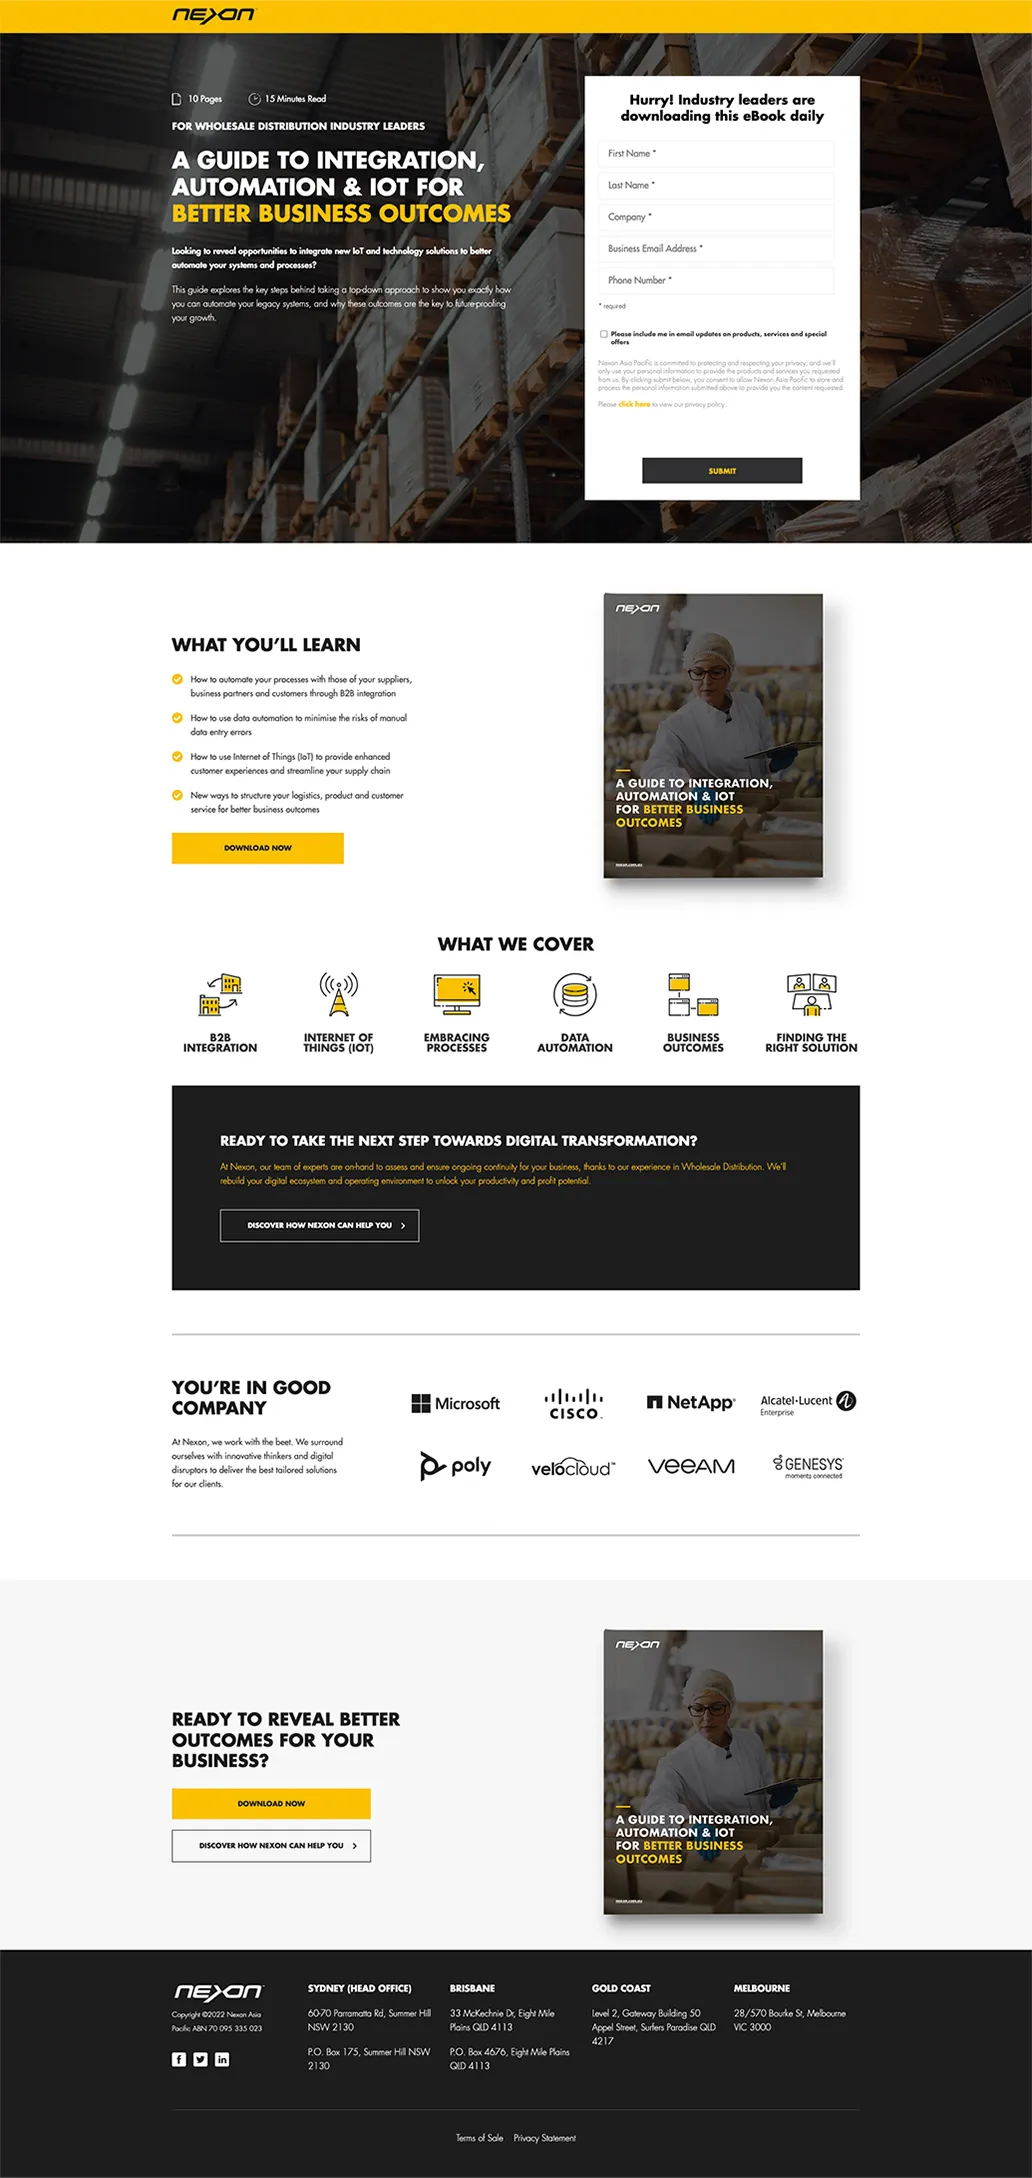 nexon
10 Pages
15 Minutes Read
FOR WHOLESALE DISTRIBUTION INDUSTRY LEADERS
A GUIDE TO INTEGRATION,
AUTOMATION & IOT FOR
BETTER BUSINESS OUTCOMES
Looking to reveal opportunities to integrate new IoT and technology solutions to better
automate your systems and processes?
This guide explores the key steps behind taking a top-down approach to show you exactly how
you can automate your legacy systems, and why these outcomes are the key to future-proofing
your growth.
Hurry! Industry leaders are
downloading this eBook daily
First Name *
Last Name *
Company *
Business Email Address *
Phone Number *
* required
Please include me in email updates on products, services and special
offers
Nexon Asia Pacific is committed to protecting and respecting your privacy, and we'll
only use your personal information to provide the products and services you requested
from us. By clicking submit below, you consent to allow Nexon Asia Pacific to store and
process the personal information submitted above to provide you the content requested.
Please click here to view our privacy policy
SUBMIT
WHAT YOU'LL LEARN
How to automate your processes with those of your suppliers,
business partners and customers through B2B integration
How to use data automation to minimise the risks of manual
data entry errors
How to use Internet of Things (IoT) to provide enhanced
customer experiences and streamline your supply chain
New ways to structure your logistics, product and customer
service for better business outcomes
DOWNLOAD NOW
nexon
A GUIDE TO INTEGRATION,
AUTOMATION & IOT
FOR BETTER BUSINESS
OUTCOMES
nexon.com.au
WHAT WE COVER
B2B
INTEGRATION
INTERNET OF
THINGS (IOT)
EMBRACING
PROCESSES
DATA
AUTOMATION
BUSINESS
OUTCOMES
FINDING THE
RIGHT SOLUTION
READY TO TAKE THE NEXT STEP TOWARDS DIGITAL TRANSFORMATION?
At Nexon, our team of experts are on-hand to assess and ensure ongoing continuity for your business, thanks to our experience in Wholesale Distribution. We'll
rebuild your digital ecosystem and operating environment to unlock your productivity and profit potential.
DISCOVER HOW NEXON CAN HELP YOU
YOU'RE IN GOOD
COMPANY
At Nexon, we work with the beet. We surround
ourselves with innovative thinkers and digital
disruptors to deliver the best tailored solutions
for our clients.
Microsoft
CISCO
NetApp
Alcatel·Lucent
Enterprise
poly
velocloud™
veeAM
GENESYS
moments connected
READY TO REVEAL BETTER
OUTCOMES FOR YOUR
BUSINESS?
DOWNLOAD NOW
DISCOVER HOW NEXON CAN HELP YOU
nexon
A GUIDE TO INTEGRATION,
AUTOMATION & IOT
FOR BETTER BUSINESS
OUTCOMES
nexon.com.au
nexon
Copyright ©2022 Nexon Asia
Pacific ABN 70 095 335 023
SYDNEY (HEAD OFFICE)
60-70 Parramatta Rd, Summer Hill
NSW 2130
P.O. Box 175, Summer Hill NSW
2130
BRISBANE
33 McKechnie Dr, Eight Mile
Plains QLD 4113
P.O. Box 4676, Eight Mile Plains
QLD 4113
GOLD COAST
Level 2, Gateway Building 50
Appel Street, Surfers Paradise QLD
4217
MELBOURNE
28/570 Bourke St, Melbourne
VIC 3000
Terms of Sale
Privacy Statement